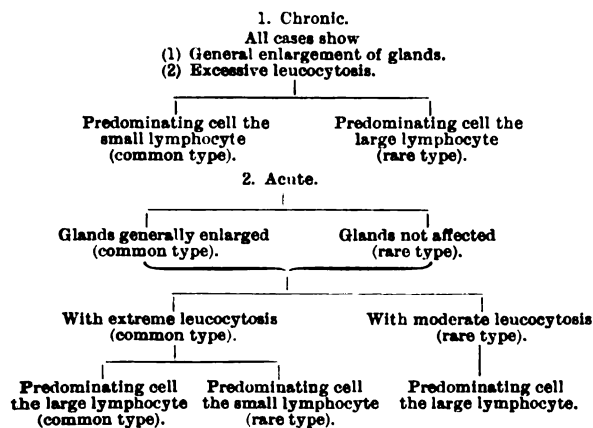 1. Chronic.
All cases show
(1) General enlargement of glands.
(2) Excessive leucocytosis.
Predominating cell the
small lymphocyte
(common type).
Predominating cell the
large lymphocyte
(rare type).
2. Acute.
Glands generally enlarged
(common type).
Glands not affected
(rare type).
With extreme leucocytosis
(common type).
With moderate leucocytosis
(rare type).
Predominating cell
the large lymphocyte
(common type).
Predominating cell
the small lymphocyte
(rare type).
Predominating cell
the large lymphocyte.